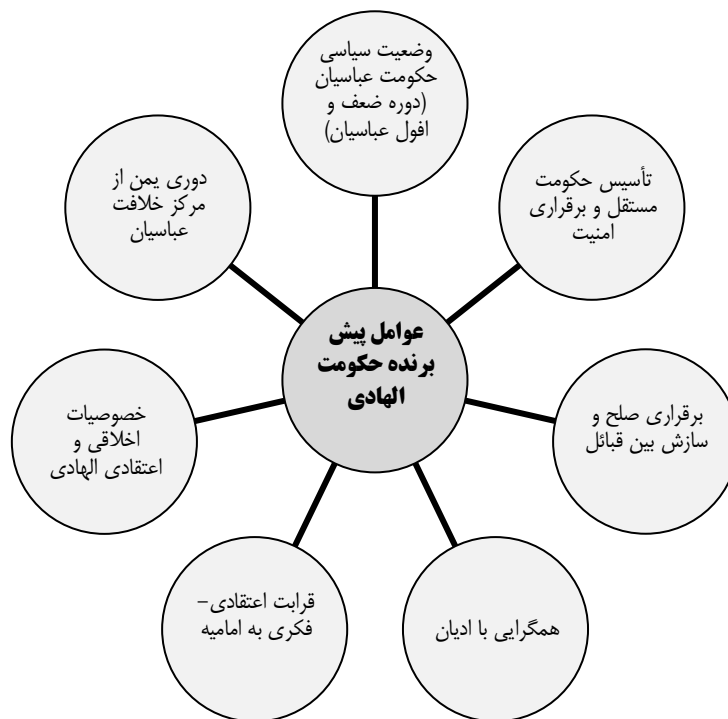 وضعیت سیاسی
حکومت عباسیان
(دوره ضعف و
افول عباسیان)
تأسیس حکومت
مستقل و برقراری
امنیت
برقراری صلح و
سازش بین قبائل
همگرایی با ادیان
قرابت اعتقادی–
فکری به امامیه
خصوصیات
اخلاقی و
اعتقادی الهادی
دوری یمن از
مرکز خلافت
عباسیان
عوامل پیش
برنده حکومت
الهادی